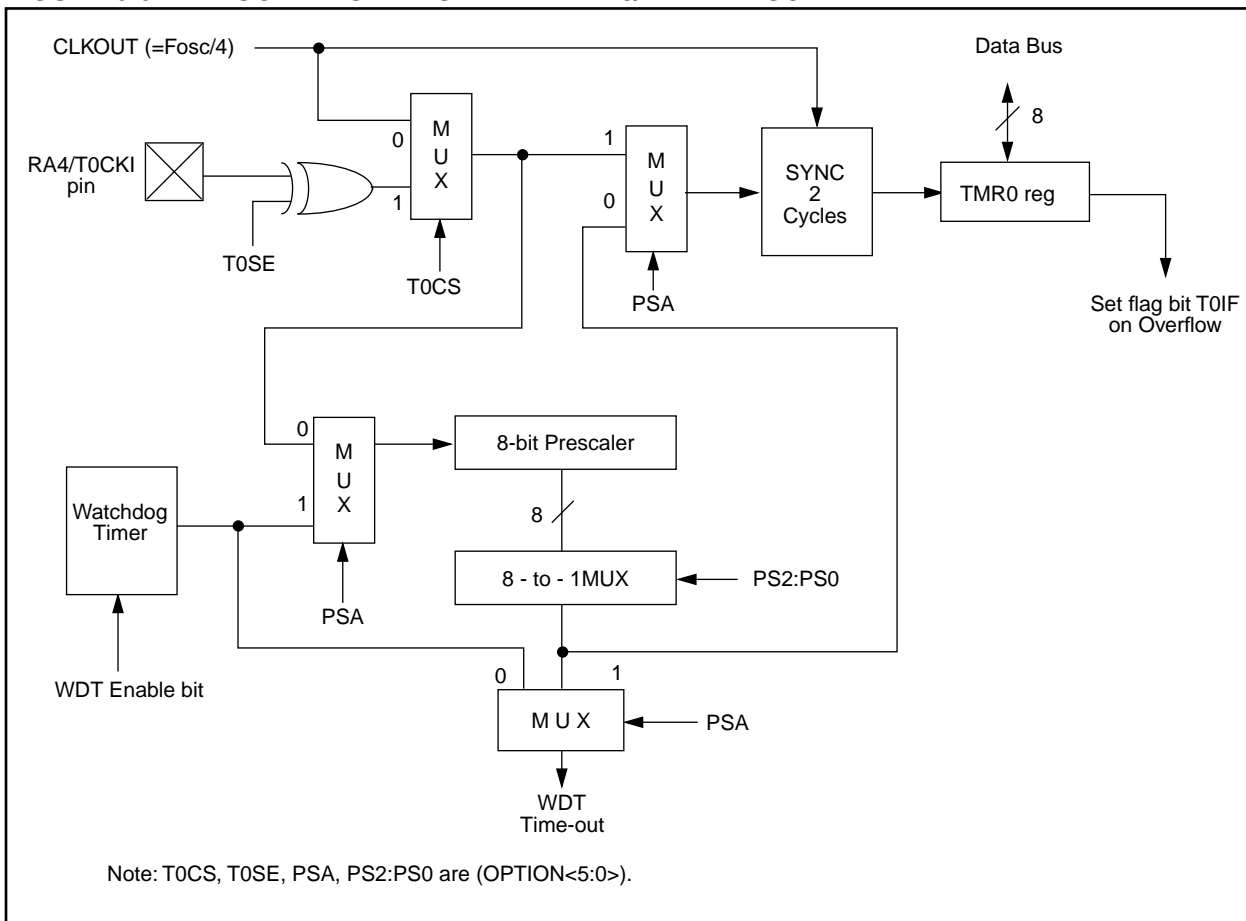 CLKOUT (=Fosc/4)
Data Bus
8
M
U
X
0
1
RA4/T0CKI
pin
T0SE
T0CS
1
0
M
U
X
PSA
SYNC
2
Cycles
TMR0 reg
Set flag bit T0IF
on Overflow
0
1
M
U
X
PSA
8-bit Prescaler
8
Watchdog
Timer
8 - to - 1MUX
PS2:PS0
WDT Enable bit
0
1
M U X
PSA
WDT
Time-out
Note: T0CS, T0SE, PSA, PS2:PS0 are (OPTION<5:0>).